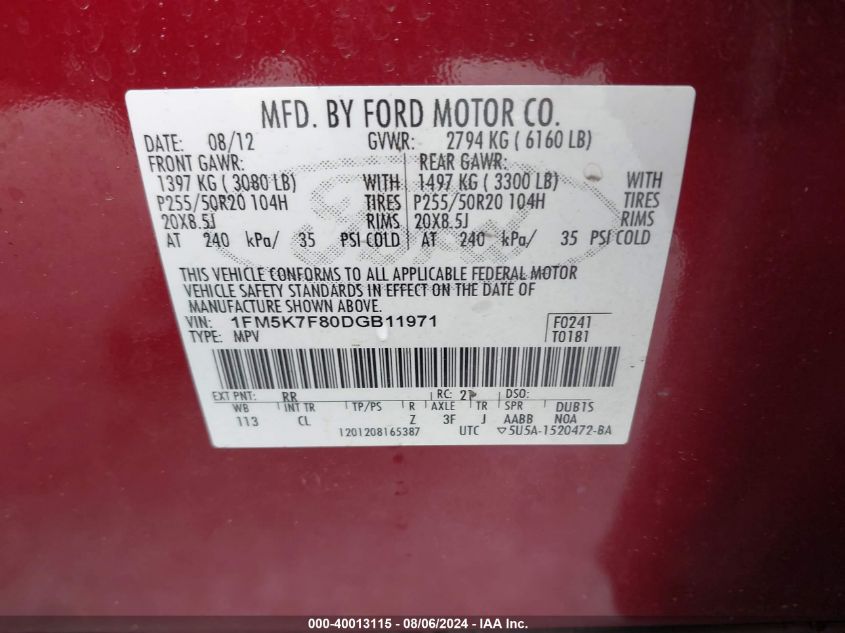 MFD. BY FORD MOTOR CO.
DATE: 08/12 GVWR: 2794 KG ( 6160 LB)
FRONT GAWR: REAR GAWR:
1397 KG ( 3080 LB) WITH 1497 KG ( 3300 LB) WITH
P255/50R20 104H TIRES P255/50R20 104H TIRES
20X8.5J RIMS 20X8.5J RIMS
AT 240 kPa/ 35 PSI COLD AT 240 kPa/ 35 PSI COLD
THIS VEHICLE CONFORMS TO ALL APPLICABLE FEDERAL MOTOR
VEHICLE SAFETY STANDARDS IN EFFECT ON THE DATE OF
MANUFACTURE SHOWN ABOVE.
VIN: 1FM5K7F80DGB11971 F0241
TYPE: MPV T0181
EXT PNT: RR RC: 27 DSO:
WB INT TR TP/PS R AXLE TR SPR DUB1S
113 CL Z 3F J AABB NOA
1201208165387 UTC ▽5U5A-1520472-BA
000-40013115 - 08/06/2024 - IAA Inc.